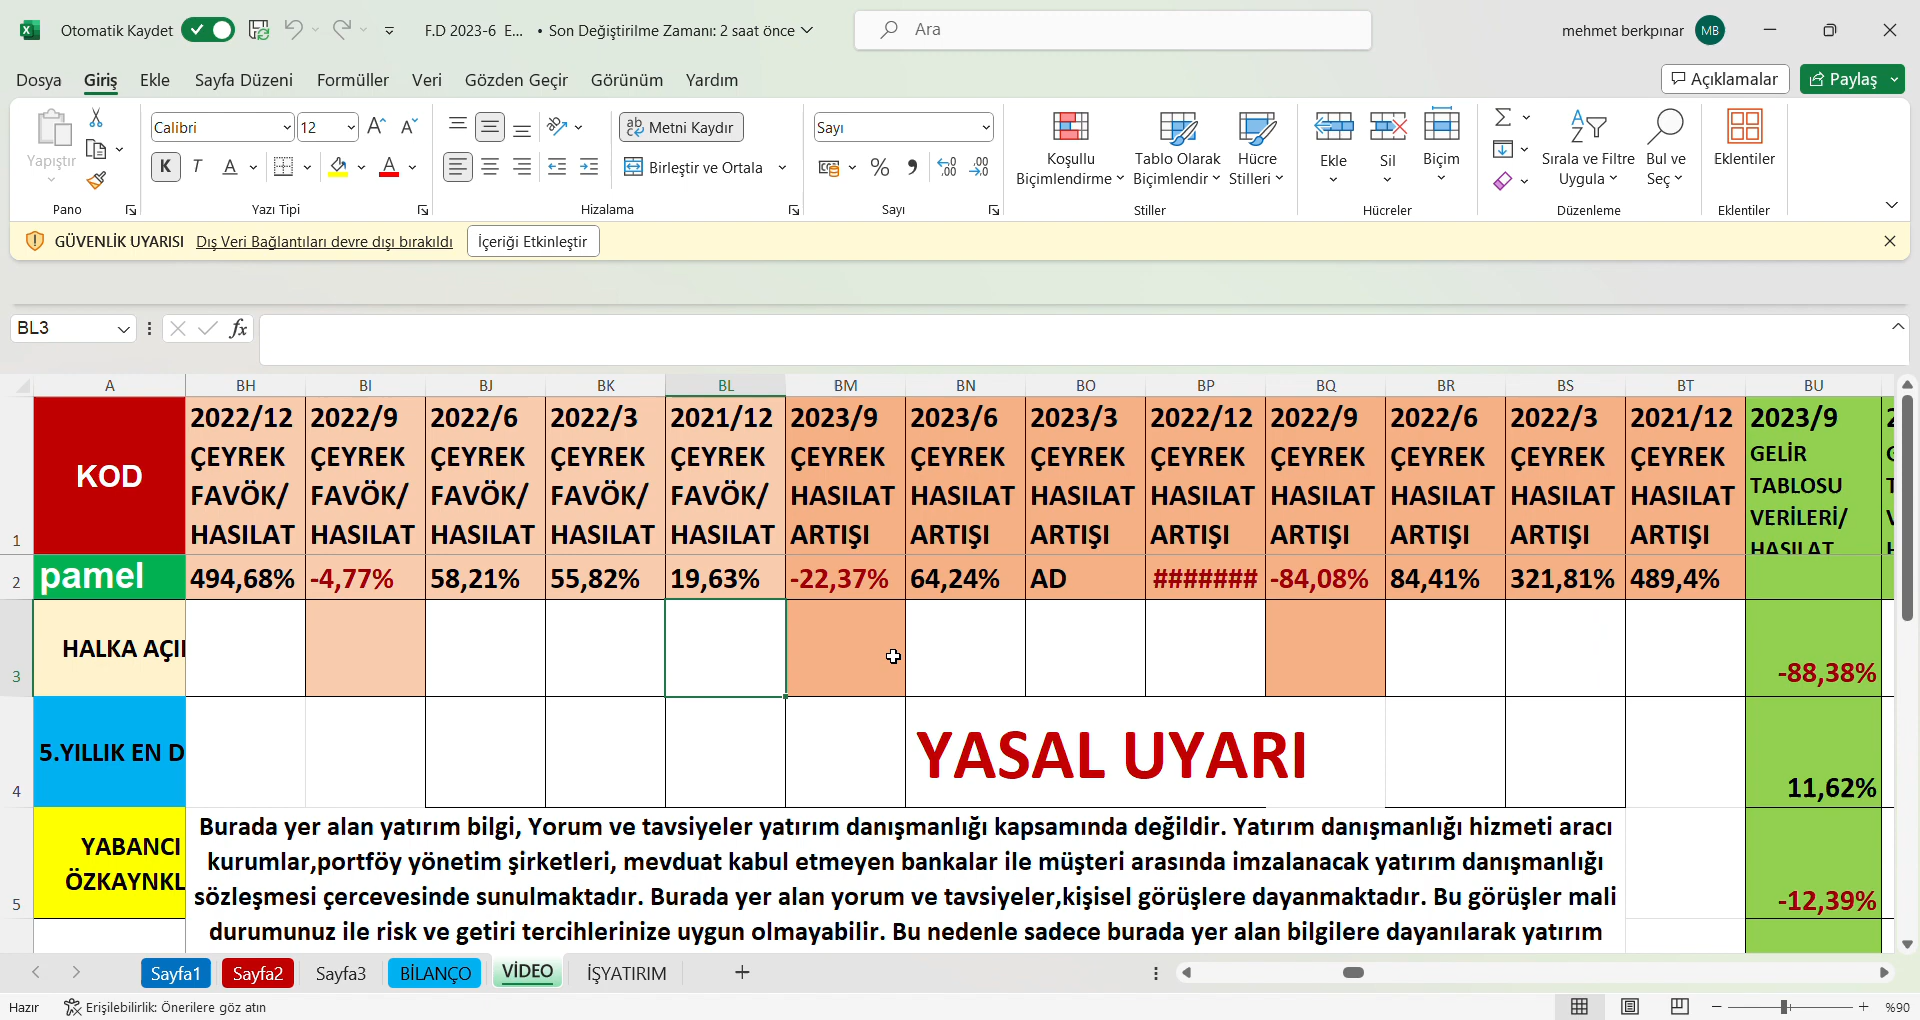 Otomatik Kaydet
F.D 2023-6 E... • Son Değiştirilme Zamanı: 2 saat önce
Ara
mehmet berkpınar
MB
Dosya Giriş Ekle Sayfa Düzeni Formüller Veri Gözden Geçir Görünüm Yardım
Açıklamalar
Paylaş
Yapıştır
Pano
Calibri
12
K T A A
Yazı Tipi
Metni Kaydır
Birleştir ve Ortala
Hizalama
Sayı
Sayı
Koşullu
Biçimlendirme
Tablo Olarak
Biçimlendir
Hücre
Stilleri
Stiller
Ekle
Sil
Biçim
Hücreler
Sırala ve Filtre
Uygula
Bul ve
Seç
Düzenleme
Eklentiler
Eklentiler
GÜVENLİK UYARISI Dış Veri Bağlantıları devre dışı bırakıldı İçeriği Etkinleştir
BL3
fx
A BH BI BJ BK BL BM BN BO BP BQ BR BS BT BU
1
KOD
2022/12
ÇEYREK
FAVÖK/
HASILAT
2022/9
ÇEYREK
FAVÖK/
HASILAT
2022/6
ÇEYREK
FAVÖK/
HASILAT
2022/3
ÇEYREK
FAVÖK/
HASILAT
2021/12
ÇEYREK
FAVÖK/
HASILAT
2023/9
ÇEYREK
HASILAT
ARTIŞI
2023/6
ÇEYREK
HASILAT
ARTIŞI
2023/3
ÇEYREK
HASILAT
ARTIŞI
2022/12
ÇEYREK
HASILAT
ARTIŞI
2022/9
ÇEYREK
HASILAT
ARTIŞI
2022/6
ÇEYREK
HASILAT
ARTIŞI
2022/3
ÇEYREK
HASILAT
ARTIŞI
2021/12
ÇEYREK
HASILAT
ARTIŞI
2023/9
GELİR
TABLOSU
VERİLERİ/
HASILAT
2 pamel 494,68% -4,77% 58,21% 55,82% 19,63% -22,37% 64,24% AD ####### -84,08% 84,41% 321,81% 489,4%
3 HALKA AÇI -88,38%
4 5.YILLIK EN D YASAL UYARI 11,62%
5
YABANCI
ÖZKAYNKL
-12,39%
Burada yer alan yatırım bilgi, Yorum ve tavsiyeler yatırım danışmanlığı kapsamında değildir. Yatırım danışmanlığı hizmeti aracı
kurumlar,portföy yönetim şirketleri, mevduat kabul etmeyen bankalar ile müşteri arasında imzalanacak yatırım danışmanlığı
sözleşmesi çercevesinde sunulmaktadır. Burada yer alan yorum ve tavsiyeler,kişisel görüşlere dayanmaktadır. Bu görüşler mali
durumunuz ile risk ve getiri tercihlerinize uygun olmayabilir. Bu nedenle sadece burada yer alan bilgilere dayanılarak yatırım
Sayfa1 Sayfa2 Sayfa3 BİLANÇO VİDEO İŞYATIRIM
Hazır Erişilebilirlik: Önerilere göz atın %90